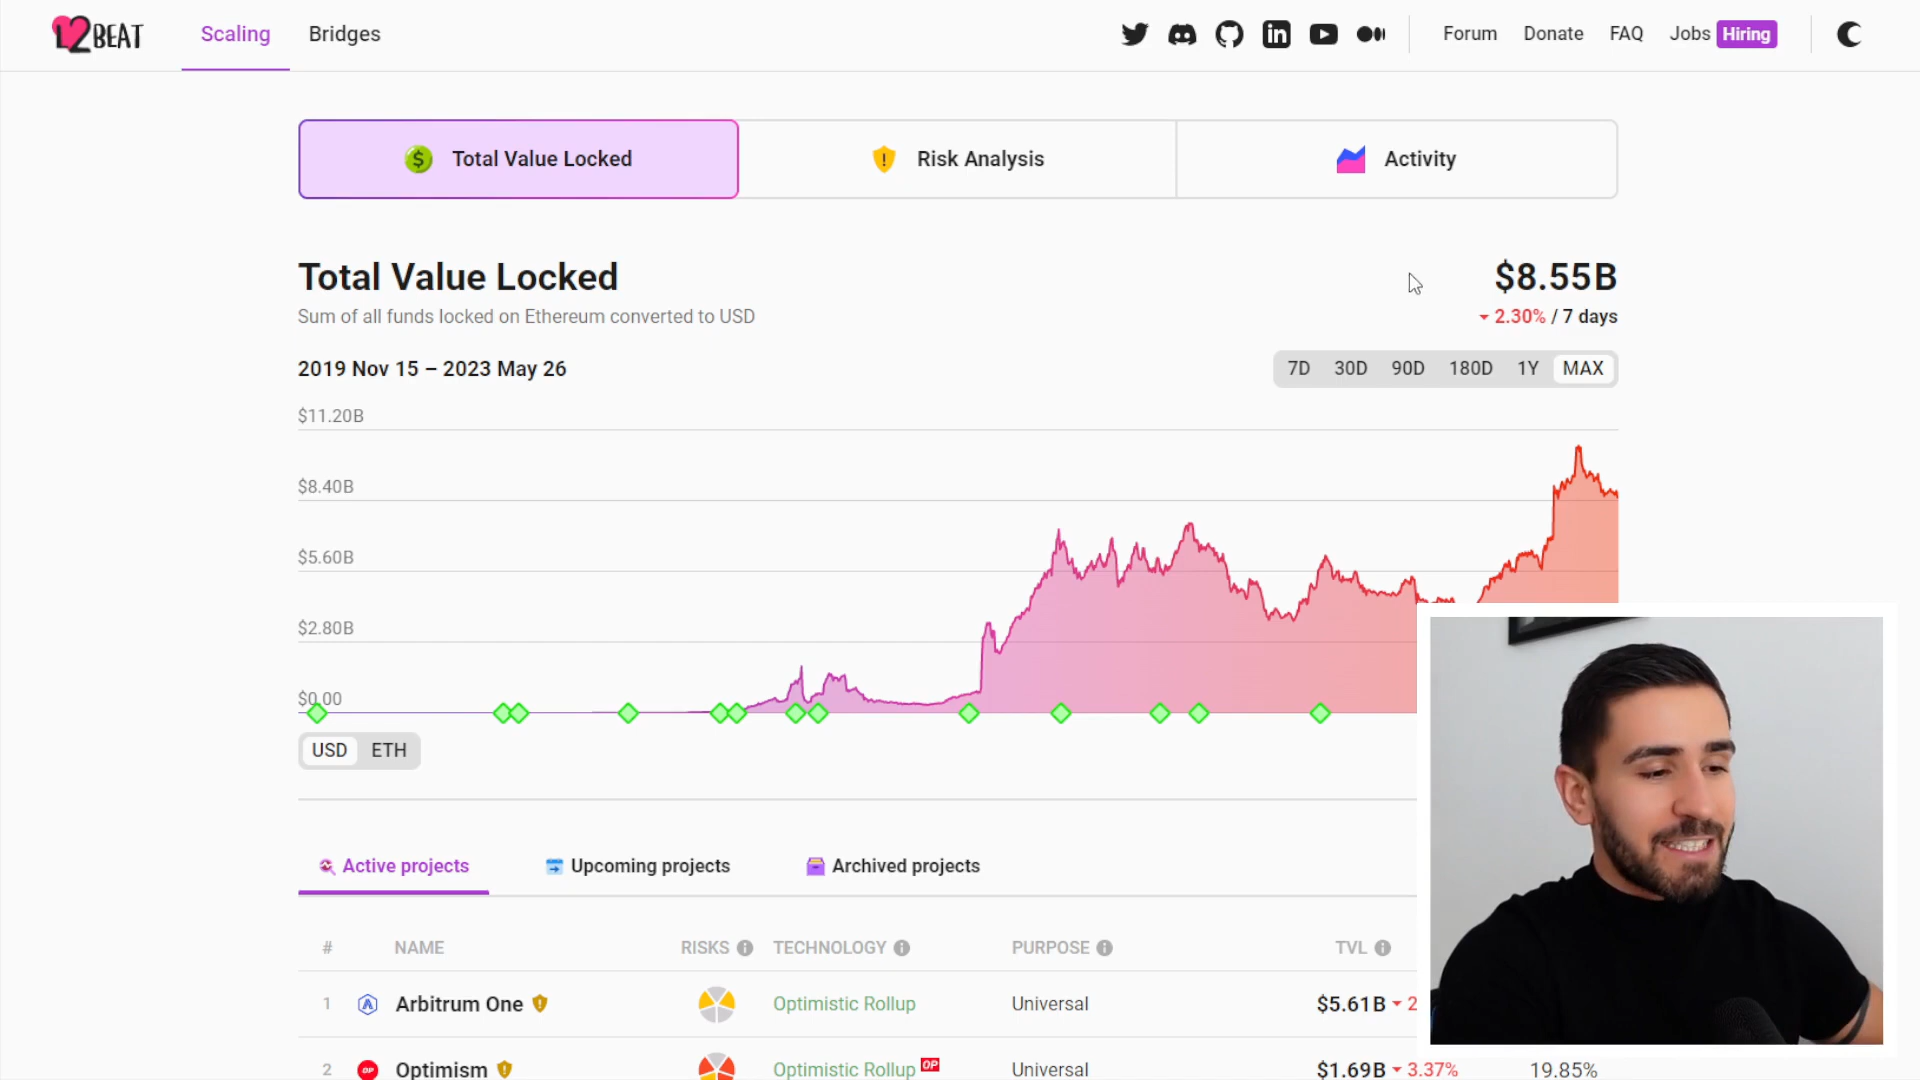 L2BEAT
Scaling
Bridges
Forum
Donate
FAQ
Jobs
Hiring
Total Value Locked
Risk Analysis
Activity
Total Value Locked
$8.55B
Sum of all funds locked on Ethereum converted to USD
2.30% / 7 days
2019 Nov 15 – 2023 May 26
7D 30D 90D 180D 1Y MAX
$11.20B
$8.40B
$5.60B
$2.80B
$0.00
USD ETH
Active projects
Upcoming projects
Archived projects
# NAME RISKS TECHNOLOGY PURPOSE TVL
1 Arbitrum One Optimistic Rollup Universal $5.61B 2
2 OP Optimism Optimistic Rollup OP Universal $1.69B 3.37% 19.85%